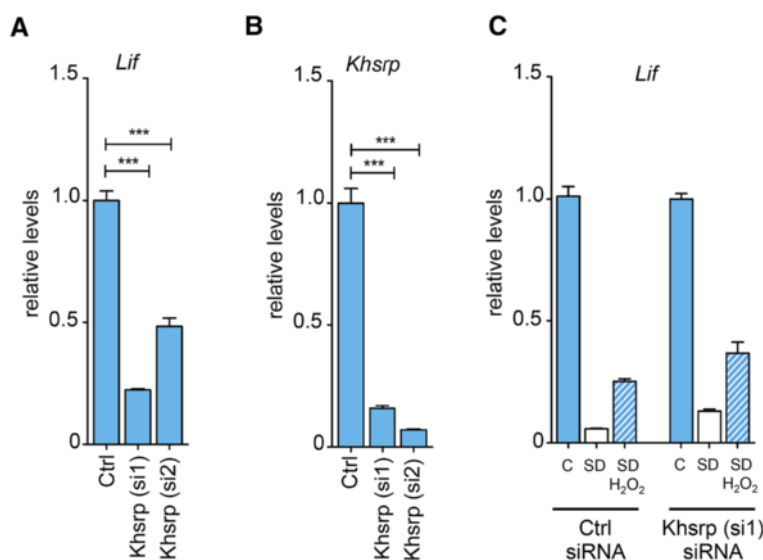 A
Lif
relative levels
1.5
1.0
0.5
0
***
***
Ctrl
Khsrp (si1)
Khsrp (si2)
B
Khsrp
relative levels
1.5
1.0
0.5
0
***
***
Ctrl
Khsrp (si1)
Khsrp (si2)
C
Lif
relative levels
1.5
1.0
0.5
0
C SD SD C SD SD
H₂O₂ H₂O₂
Ctrl Khsrp (si1)
siRNA siRNA